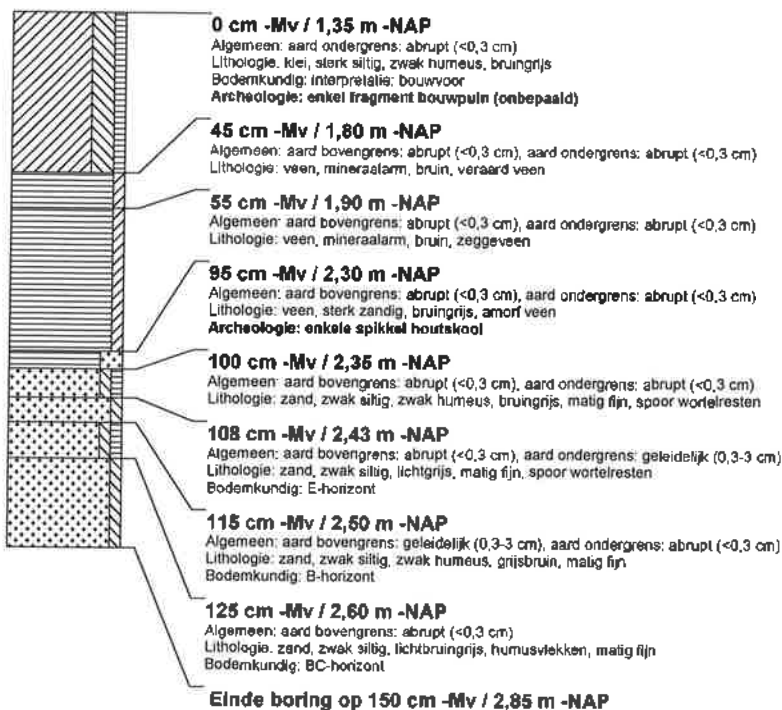 0 cm -Mv / 1,35 m -NAP
Algemeen: aard ondergrens: abrupt (<0,3 cm)
Lithologie: klei, sterk siltig, zwak humeus, bruingrijs
Bodemkundig: interpretatie: bouwvoor
Archeologie: enkel fragment bouwpuin (onbepaald)
45 cm -Mv / 1,80 m -NAP
Algemeen: aard bovengrens: abrupt (<0,3 cm), aard ondergrens: abrupt (<0,3 cm)
Lithologie: veen, mineraalarm, bruin, veraard veen
55 cm -Mv / 1,90 m -NAP
Algemeen: aard bovengrens: abrupt (<0,3 cm), aard ondergrens: abrupt (<0,3 cm)
Lithologie: veen, mineraalarm, bruin, zeggeveen
95 cm -Mv / 2,30 m -NAP
Algemeen: aard bovengrens: abrupt (<0,3 cm), aard ondergrens: abrupt (<0,3 cm)
Lithologie: veen, sterk zandig, bruingrijs, amorf veen
Archeologie: enkele spikkel houtskool
100 cm -Mv / 2,35 m -NAP
Algemeen: aard bovengrens: abrupt (<0,3 cm), aard ondergrens: abrupt (<0,3 cm)
Lithologie: zand, zwak siltig, zwak humeus, bruingrijs, matig fijn, spoor wortelresten
108 cm -Mv / 2,43 m -NAP
Algemeen: aard bovengrens: abrupt (<0,3 cm), aard ondergrens: geleidelijk (0,3-3 cm)
Lithologie: zand, zwak siltig, lichtgrijs, matig fijn, spoor wortelresten
Bodemkundig: E-horizont
115 cm -Mv / 2,50 m -NAP
Algemeen: aard bovengrens: geleidelijk (0,3-3 cm), aard ondergrens: abrupt (<0,3 cm)
Lithologie: zand, zwak siltig, zwak humeus, grijsbruin, matig fijn
Bodemkundig: B-horizont
125 cm -Mv / 2,60 m -NAP
Algemeen: aard bovengrens: abrupt (<0,3 cm)
Lithologie: zand, zwak siltig, lichtbruingrijs, humusvlekken, matig fijn
Bodemkundig: BC-horizont
Einde boring op 150 cm -Mv / 2,85 m -NAP